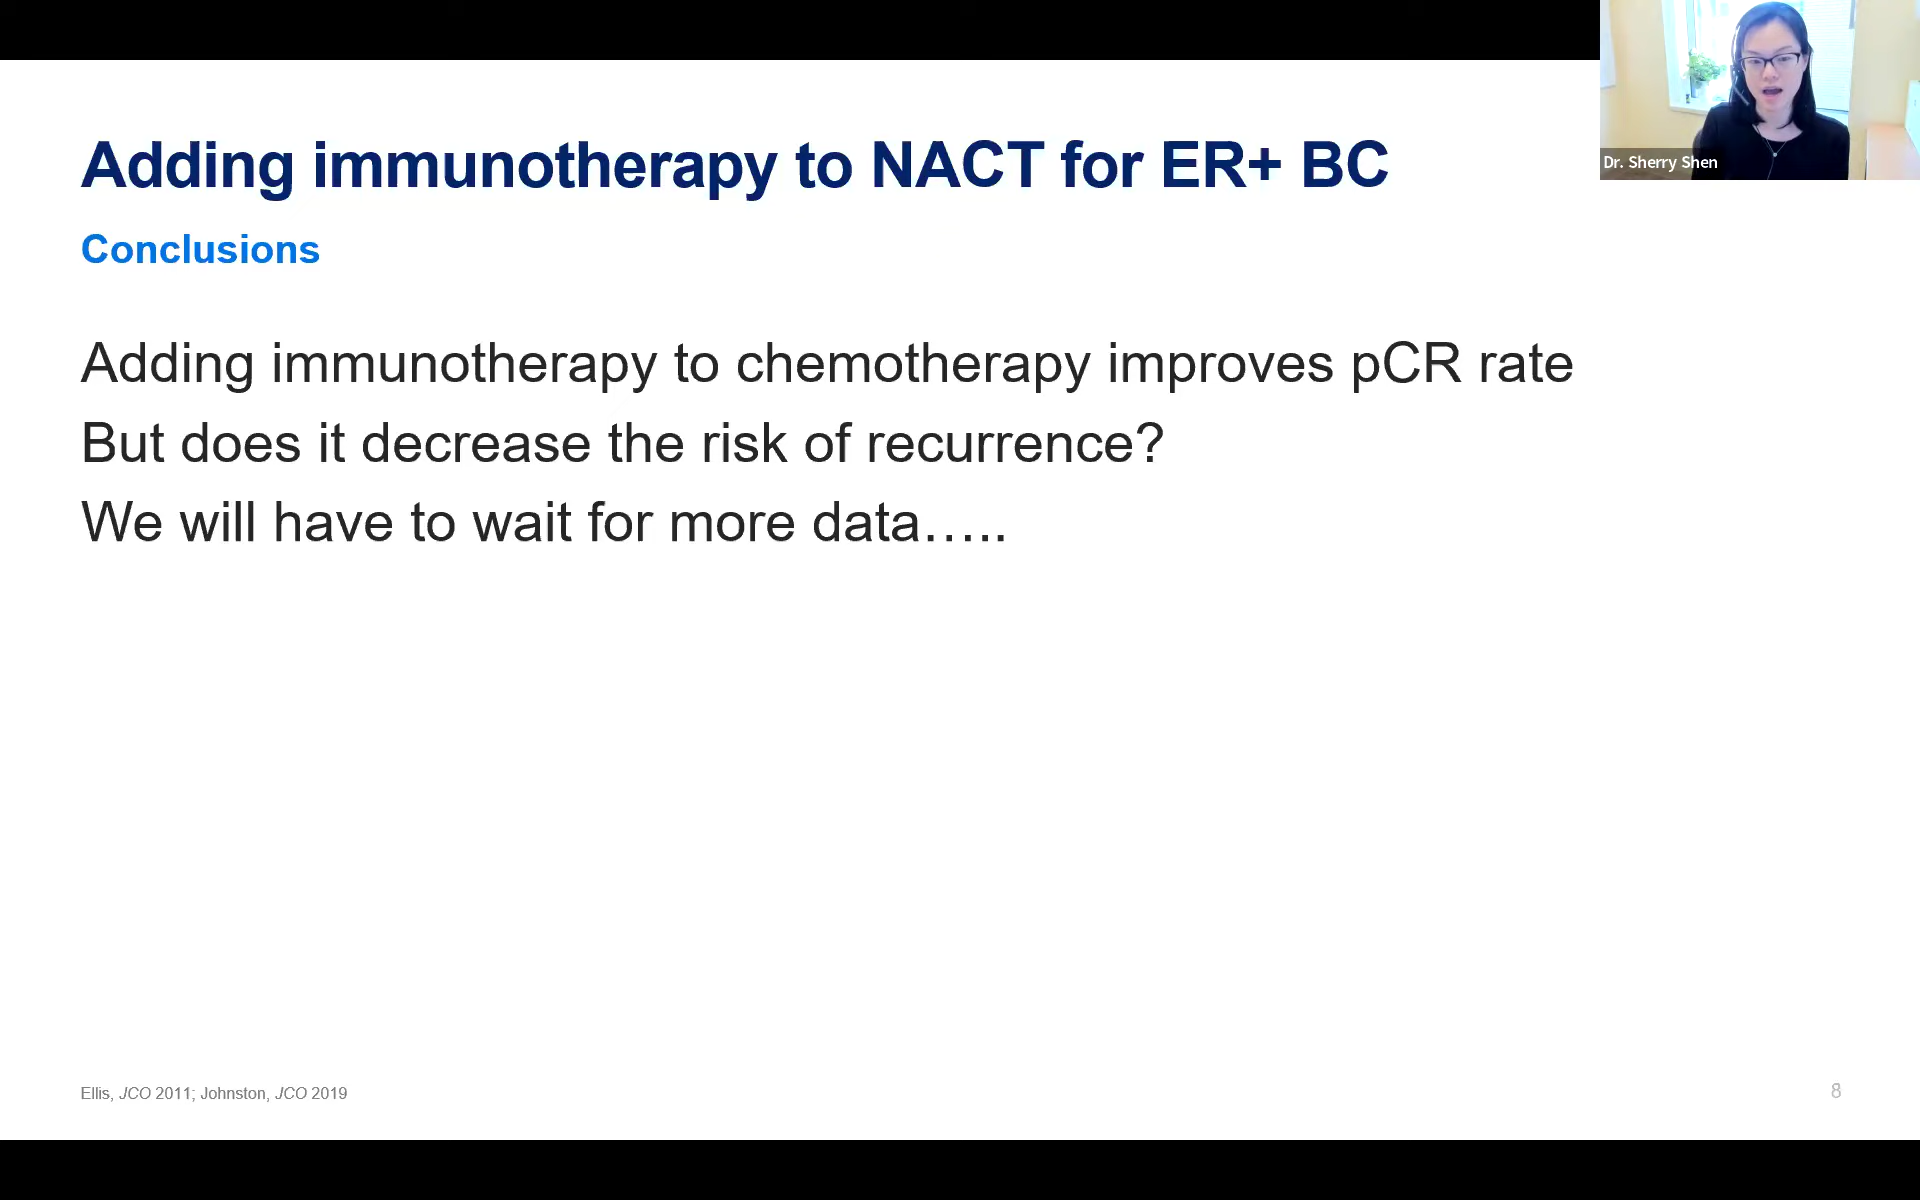 Adding immunotherapy to NACT for ER+ BC
Dr. Sherry Shen
Conclusions
Adding immunotherapy to chemotherapy improves pCR rate
But does it decrease the risk of recurrence?
We will have to wait for more data…..
Ellis, JCO 2011; Johnston, JCO 2019
8